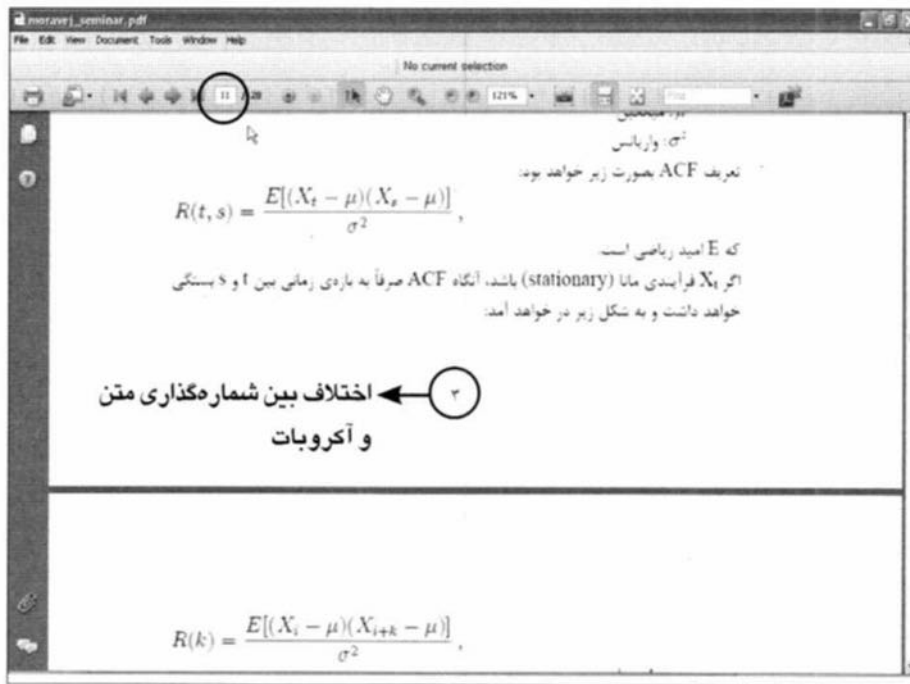 moravej_seminar.pdf
File Edit View Document Tools Window Help
No current selection
11 / 28 121% Find
μ: میانگین
σ²: واریانس
تعریف ACF بصورت زیر خواهد بود:
R(t, s) = E[(X_t − μ)(X_s − μ)] / σ² ,
که E امید ریاضی است.
اگر X_t فرآیندی مانا (stationary) باشد، آنگاه ACF صرفاً به بازه‌ی زمانی بین t و s بستگی
خواهد داشت و به شکل زیر در خواهد آمد:
۳
اختلاف بین شماره‌گذاری متن
و آکروبات
R(k) = E[(X_i − μ)(X_{i+k} − μ)] / σ² ,